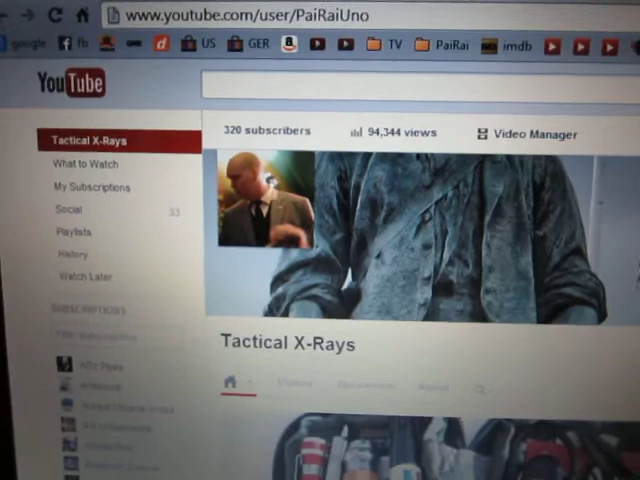 www.youtube.com/user/PaiRaiUno
google fb d US GER a TV PaiRai imdb
YouTube
320 subscribers 94,344 views Video Manager
Tactical X-Rays
What to Watch
My Subscriptions
Social 33
Playlists
History
Watch Later
SUBSCRIPTIONS
Tactical X-Rays